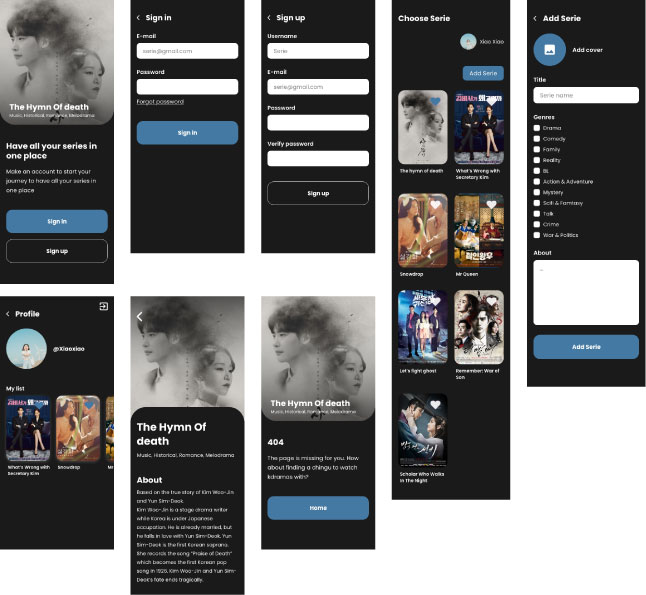 The Hymn Of death
Music, Historical, Romance, Melodrama
Have all your series in
one place
Make an account to start your
journey to have all your series in
one place
Sign in
Sign up
Sign in
E-mail
serie@gmail.com
Password
Forgot password
Sign in
Sign up
Username
Serie
E-mail
serie@gmail.com
Password
Verify password
Sign up
Choose Serie
Xiao Xiao
Add Serie
The hymn of death
What's Wrong with
Secretary Kim
Snowdrop
Mr Queen
Let's fight ghost
Remember: War of
Son
Scholar Who Walks
In The Night
Add Serie
Add cover
Title
Serie name
Genres
Drama
Comedy
Family
Reality
BL
Action & Adventure
Mystery
Scifi & Fantasy
Talk
Crime
War & Politics
About
Add Serie
Profile
@Xiaoxiao
My list
What's Wrong with
Secretary Kim
Snowdrop
The Hymn Of
death
Music, Historical, Romance, Melodrama
About
Based on the true story of Kim Woo-Jin
and Yun Sim-Deok.
Kim Woo-Jin is a stage drama writer
while Korea is under Japanese
occupation. He is already married, but
he falls in love with Yun Sim-Deok. Yun
Sim-Deok is the first Korean soprano.
She records the song "Praise of Death"
which becomes the first Korean pop
song in 1926. Kim Woo-Jin and Yun Sim-
Deok's fate ends tragically.
The Hymn Of death
Music, Historical, Romance, Melodrama
404
The page is missing for you. How
about finding a chingu to watch
kdramas with?
Home